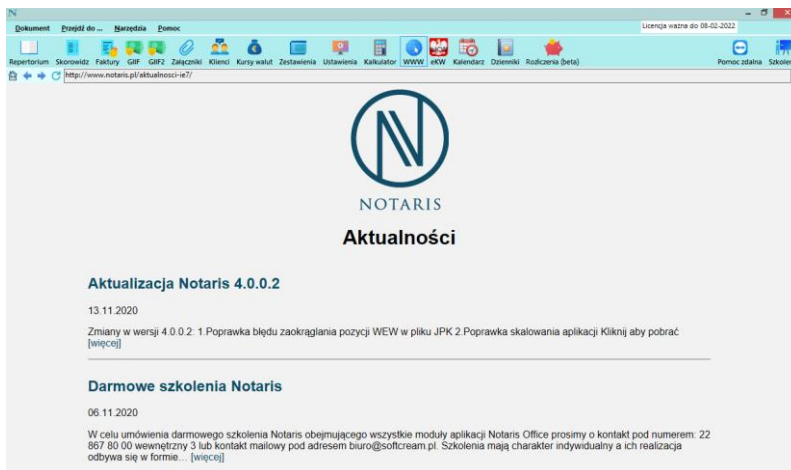 Dokument Przejdź do ... Narzędzia Pomoc
Licencja ważna do 08-02-2022
Repertorium Skorowidz Faktury GIIF GIIF2 Załączniki Klienci Kursy walut Zestawienia Ustawienia Kalkulator WWW eKW Kalendarz Dzienniki Rozliczenia (beta) Pomoc zdalna Szkolen
http://www.notaris.pl/aktualnosci-ie7/
NOTARIS
Aktualności
Aktualizacja Notaris 4.0.0.2
13.11.2020
Zmiany w wersji 4.0.0.2: 1.Poprawka błędu zaokrąglania pozycji WEW w pliku JPK 2.Poprawka skalowania aplikacji Kliknij aby pobrać
[więcej]
Darmowe szkolenia Notaris
06.11.2020
W celu umówienia darmowego szkolenia Notaris obejmującego wszystkie moduły aplikacji Notaris Office prosimy o kontakt pod numerem: 22
867 80 00 wewnętrzny 3 lub kontakt mailowy pod adresem biuro@softcream.pl. Szkolenia mają charakter indywidualny a ich realizacja
odbywa się w formie… [więcej]